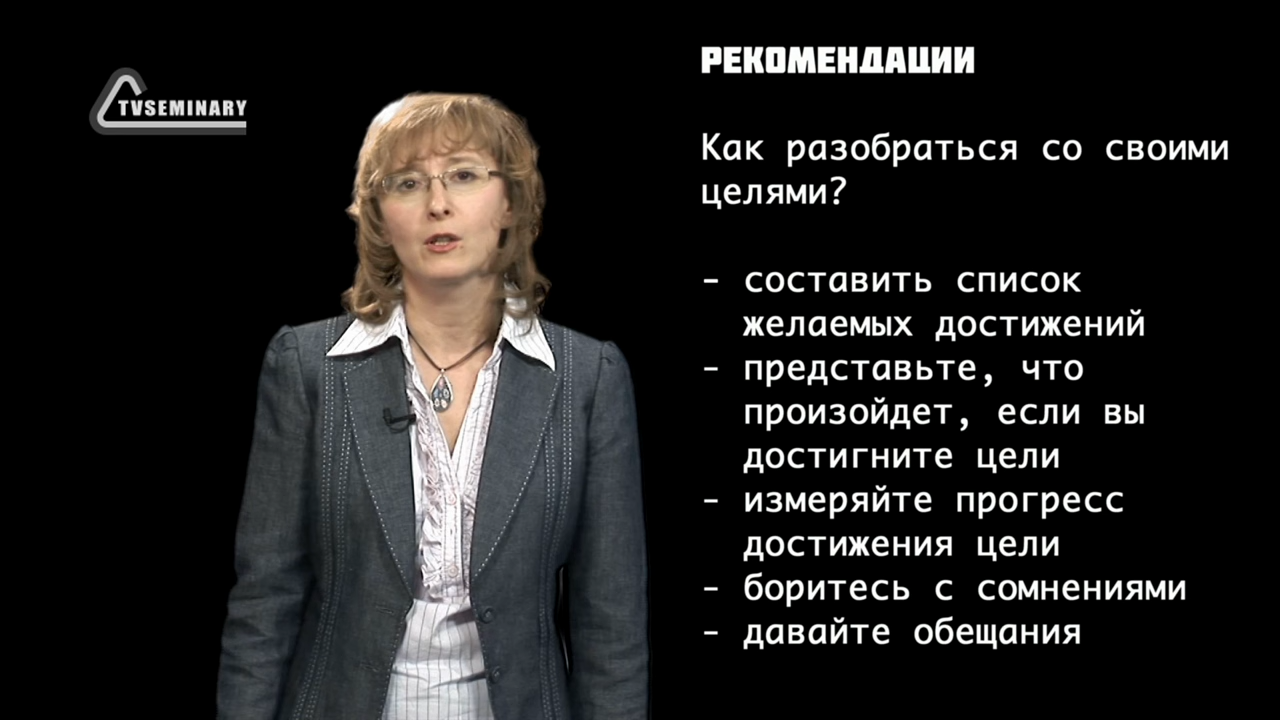 TVSEMINARY
РЕКОМЕНДАЦИИ
Как разобраться со своими
целями?
- составить список
желаемых достижений
- представьте, что
произойдет, если вы
достигните цели
- измеряйте прогресс
достижения цели
- боритесь с сомнениями
- давайте обещания